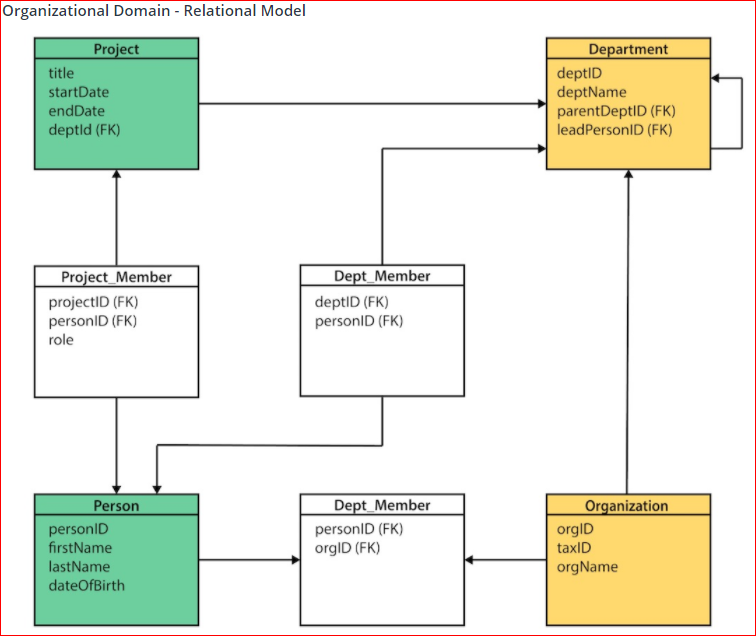 Organizational Domain - Relational Model
Project
title
startDate
endDate
deptId (FK)
Department
deptID
deptName
parentDeptID (FK)
leadPersonID (FK)
Project_Member
projectID (FK)
personID (FK)
role
Dept_Member
deptID (FK)
personID (FK)
Person
personID
firstName
lastName
dateOfBirth
Dept_Member
personID (FK)
orgID (FK)
Organization
orgID
taxID
orgName